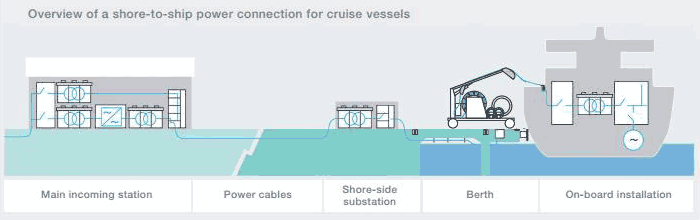 Overview of a shore-to-ship power connection for cruise vessels
Main incoming station
Power cables
Shore-side
substation
Berth
On-board installation